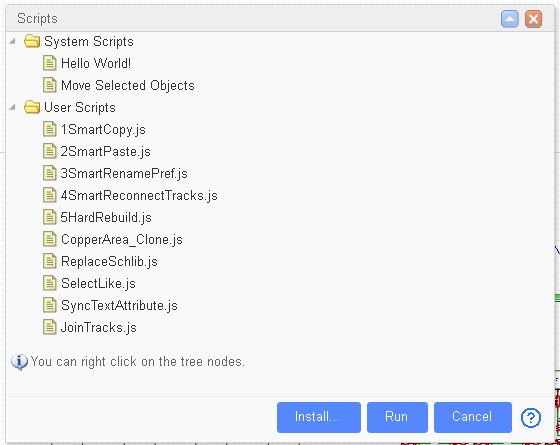 Scripts
System Scripts
Hello World!
Move Selected Objects
User Scripts
1SmartCopy.js
2SmartPaste.js
3SmartRenamePref.js
4SmartReconnectTracks.js
5HardRebuild.js
CopperArea_Clone.js
ReplaceSchlib.js
SelectLike.js
SyncTextAttribute.js
JoinTracks.js
You can right click on the tree nodes.
Install... Run Cancel ?